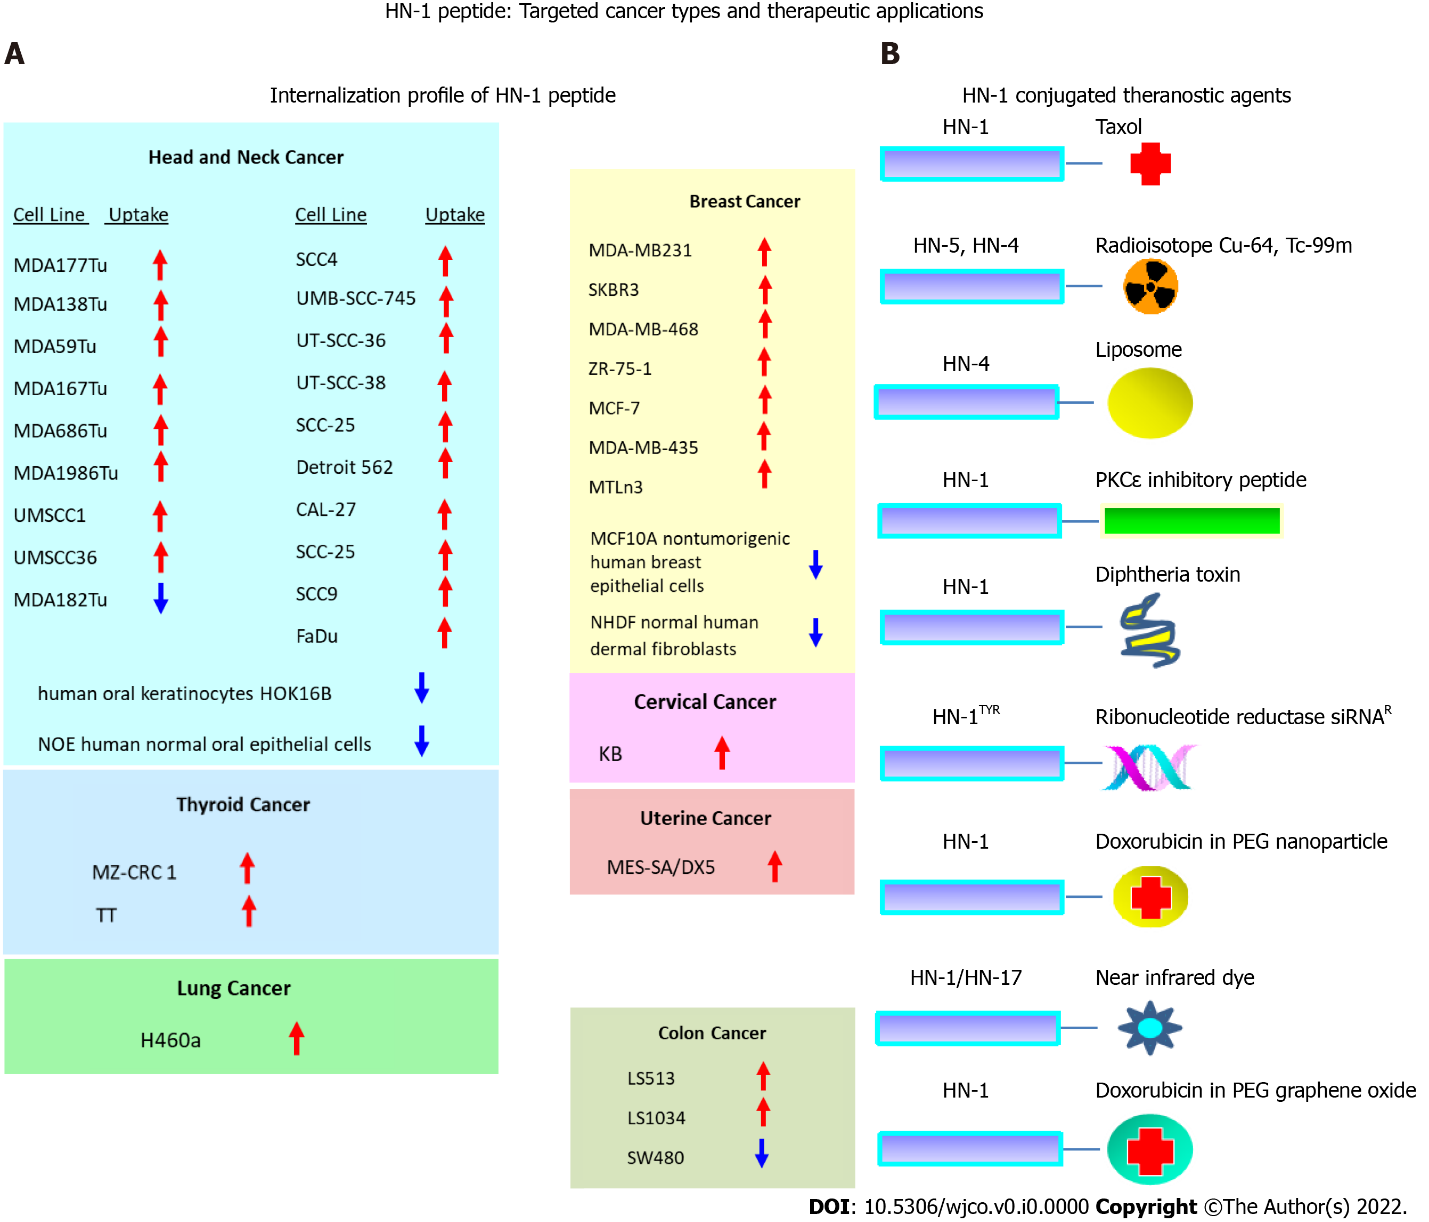 HN-1 peptide: Targeted cancer types and therapeutic applications
A
Internalization profile of HN-1 peptide
Head and Neck Cancer
Cell Line Uptake
MDA177Tu
MDA138Tu
MDA59Tu
MDA167Tu
MDA686Tu
MDA1986Tu
UMSCC1
UMSCC36
MDA182Tu
Cell Line Uptake
SCC4
UMB-SCC-745
UT-SCC-36
UT-SCC-38
SCC-25
Detroit 562
CAL-27
SCC-25
SCC9
FaDu
human oral keratinocytes HOK16B
NOE human normal oral epithelial cells
Thyroid Cancer
MZ-CRC 1
TT
Lung Cancer
H460a
Breast Cancer
MDA-MB231
SKBR3
MDA-MB-468
ZR-75-1
MCF-7
MDA-MB-435
MTLn3
MCF10A nontumorigenic
human breast
epithelial cells
NHDF normal human
dermal fibroblasts
Cervical Cancer
KB
Uterine Cancer
MES-SA/DX5
Colon Cancer
LS513
LS1034
SW480
B
HN-1 conjugated theranostic agents
HN-1 Taxol
HN-5, HN-4 Radioisotope Cu-64, Tc-99m
HN-4 Liposome
HN-1 PKCε inhibitory peptide
HN-1 Diphtheria toxin
HN-1TYR Ribonucleotide reductase siRNAR
HN-1 Doxorubicin in PEG nanoparticle
HN-1/HN-17 Near infrared dye
HN-1 Doxorubicin in PEG graphene oxide
DOI: 10.5306/wjco.v0.i0.0000 Copyright ©The Author(s) 2022.